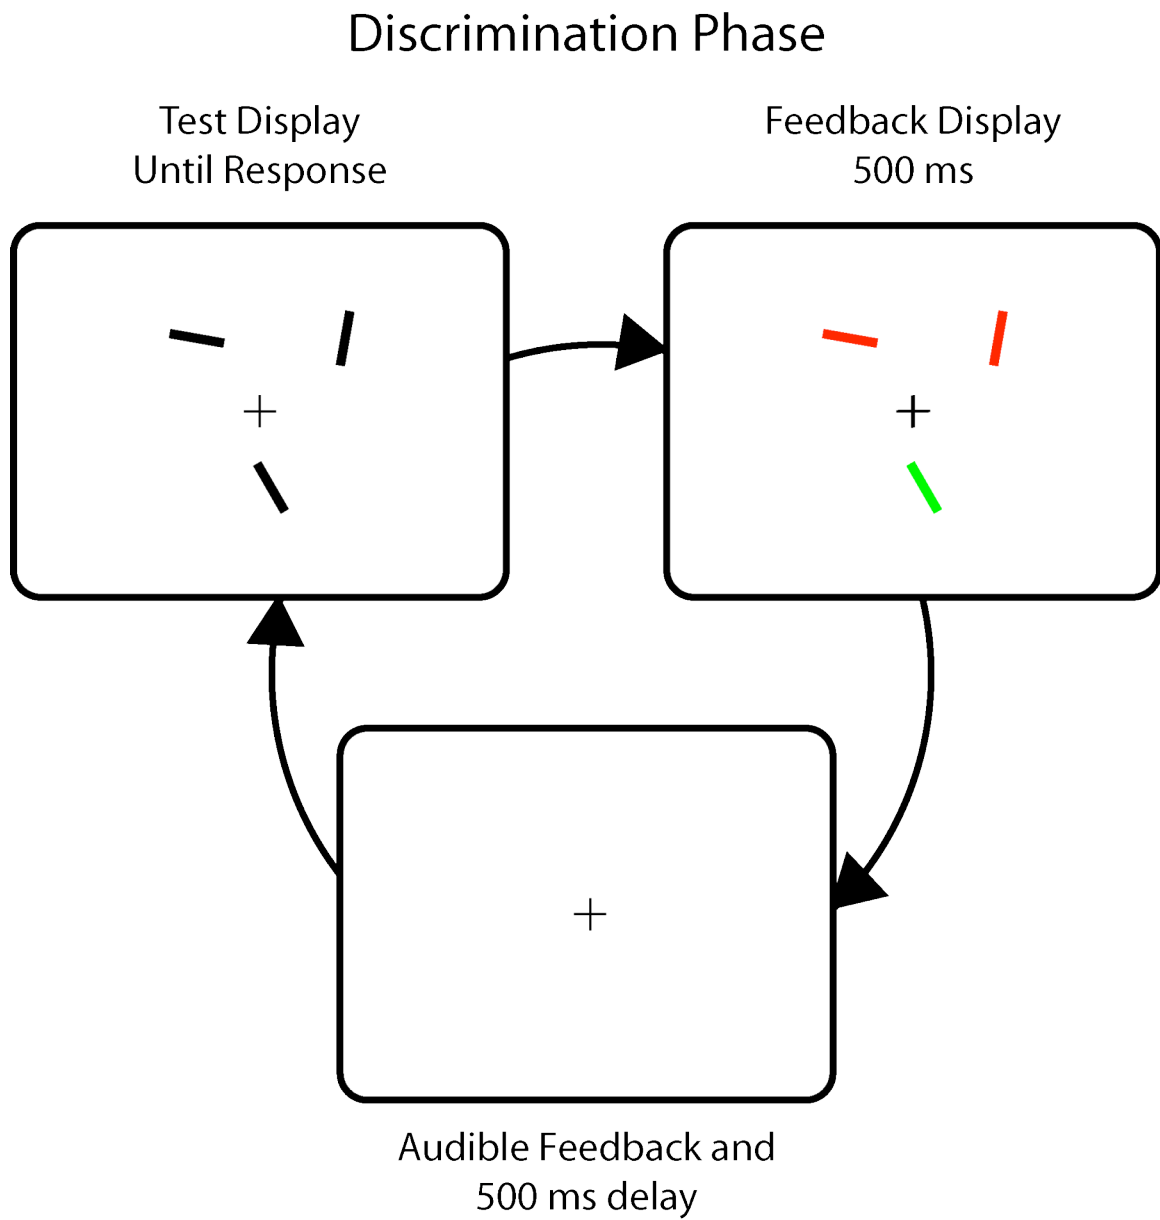 Discrimination Phase
Test Display
Until Response
Feedback Display
500 ms
Audible Feedback and
500 ms delay